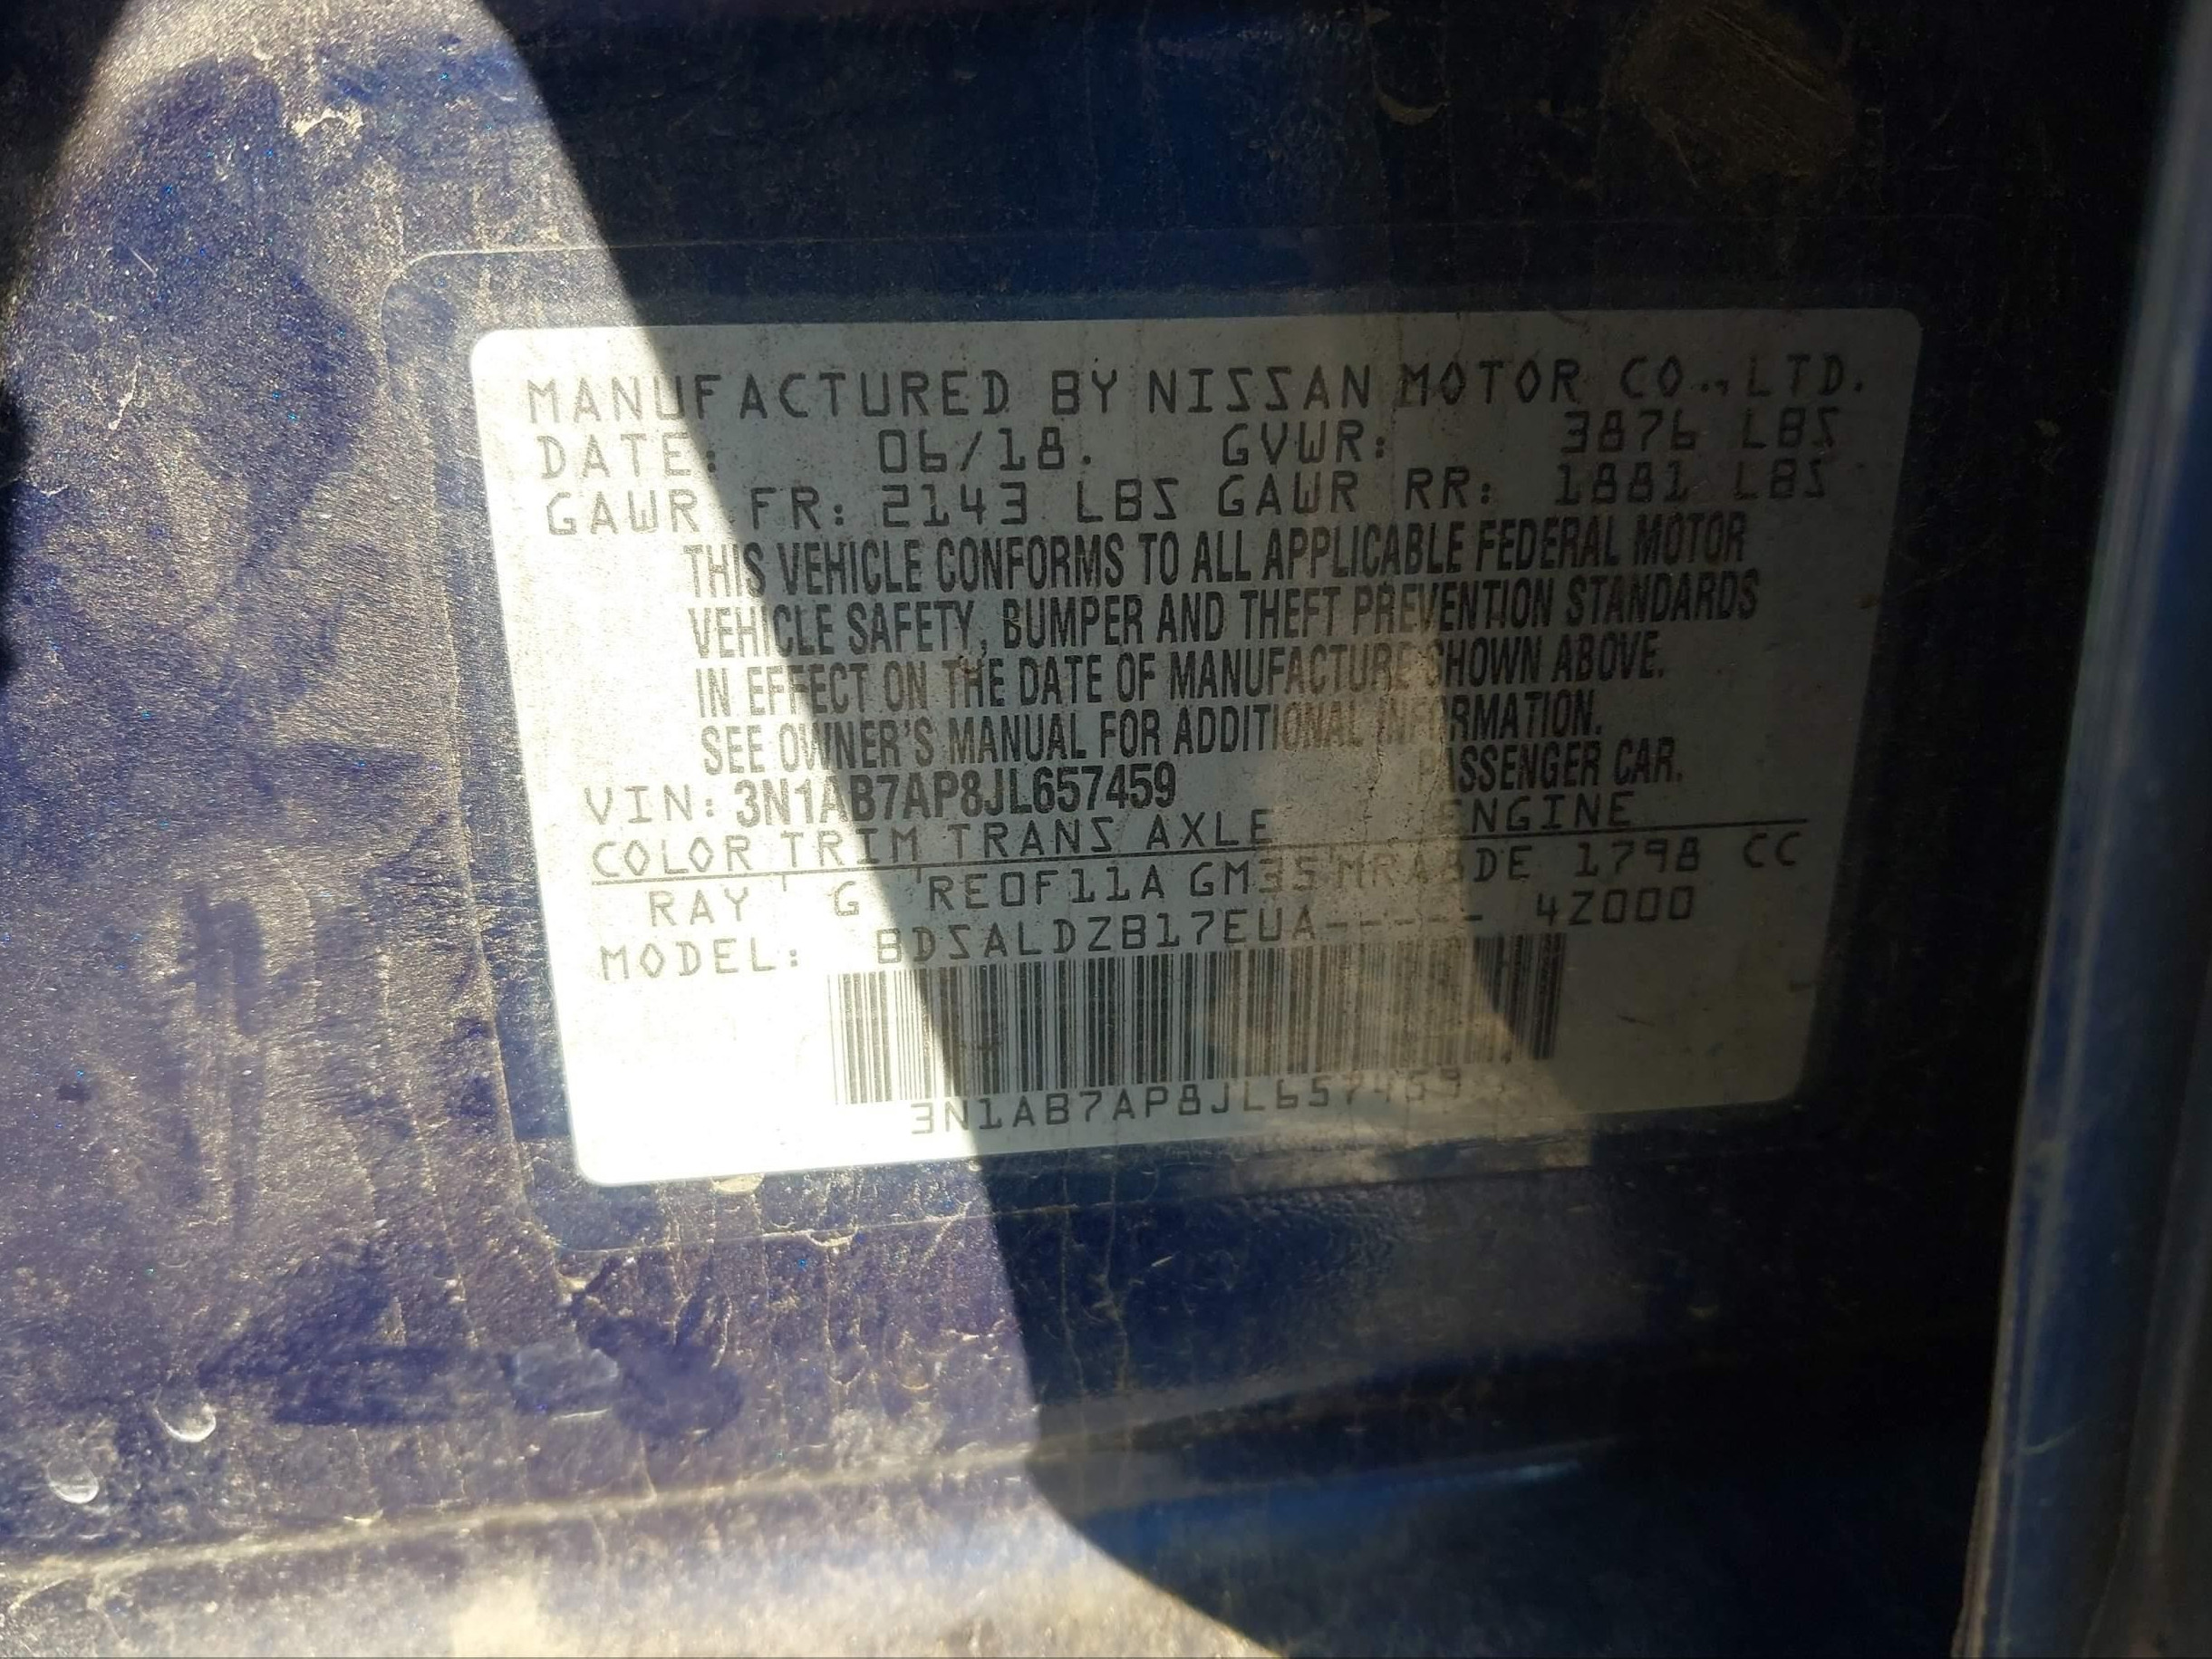 MANUFACTURED BY NISSAN MOTOR CO., LTD.
DATE: 06/18. GVWR: 3876 LBS
GAWR FR: 2143 LBS GAWR RR: 1881 LBS
THIS VEHICLE CONFORMS TO ALL APPLICABLE FEDERAL MOTOR
VEHICLE SAFETY, BUMPER AND THEFT PREVENTION STANDARDS
IN EFFECT ON THE DATE OF MANUFACTURE SHOWN ABOVE.
SEE OWNER'S MANUAL FOR ADDITIONAL INFORMATION.
PASSENGER CAR.
VIN: 3N1AB7AP8JL657459
COLOR TRIM TRANS AXLE ENGINE
RAY G RE0F11A GM35 MRA8DE 1798 CC
MODEL: BDSALDZB17EUA----- 4Z000
3N1AB7AP8JL657459